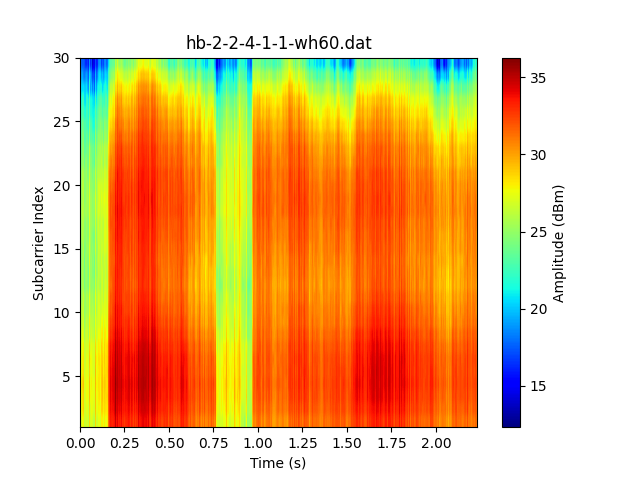 hb-2-2-4-1-1-wh60.dat
30
25
20
15
10
5
Subcarrier Index
0.00 0.25 0.50 0.75 1.00 1.25 1.50 1.75 2.00
Time (s)
35
30
25
20
15
Amplitude (dBm)